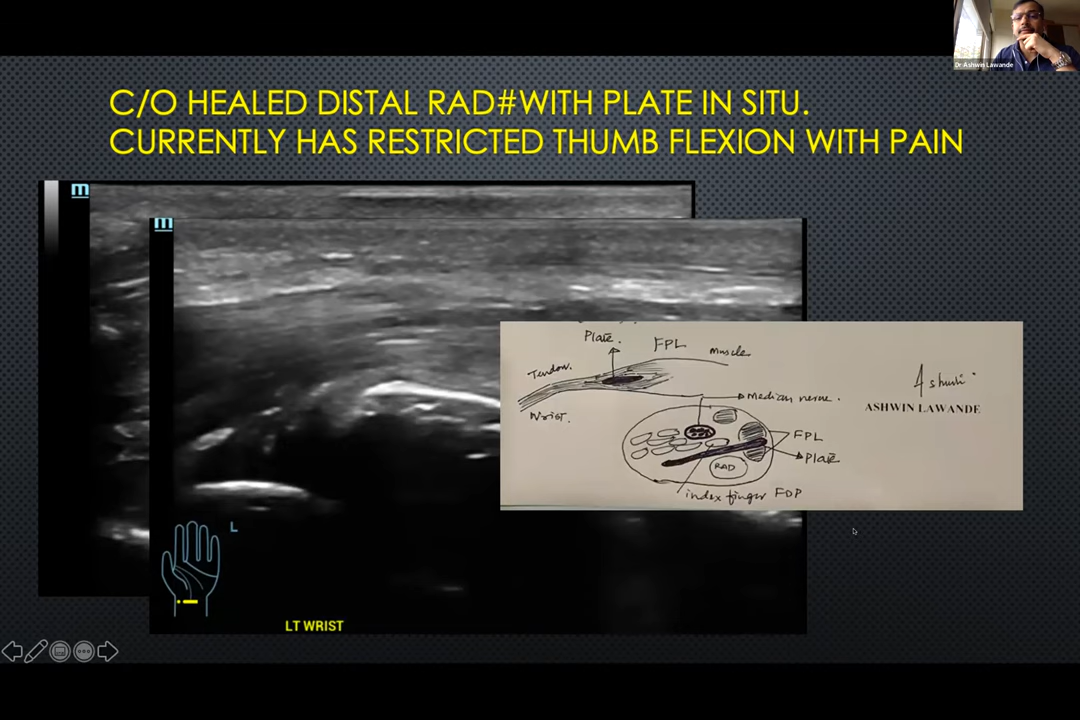 Dr Ashwin Lawande
C/O HEALED DISTAL RAD#WITH PLATE IN SITU.
CURRENTLY HAS RESTRICTED THUMB FLEXION WITH PAIN
m
m
Plate.
FPL
Muscle
Tendon.
Wrist.
Median nerve.
ASHWIN LAWANDE
FPL
Plate
RAD
index finger FDP
L
LT WRIST